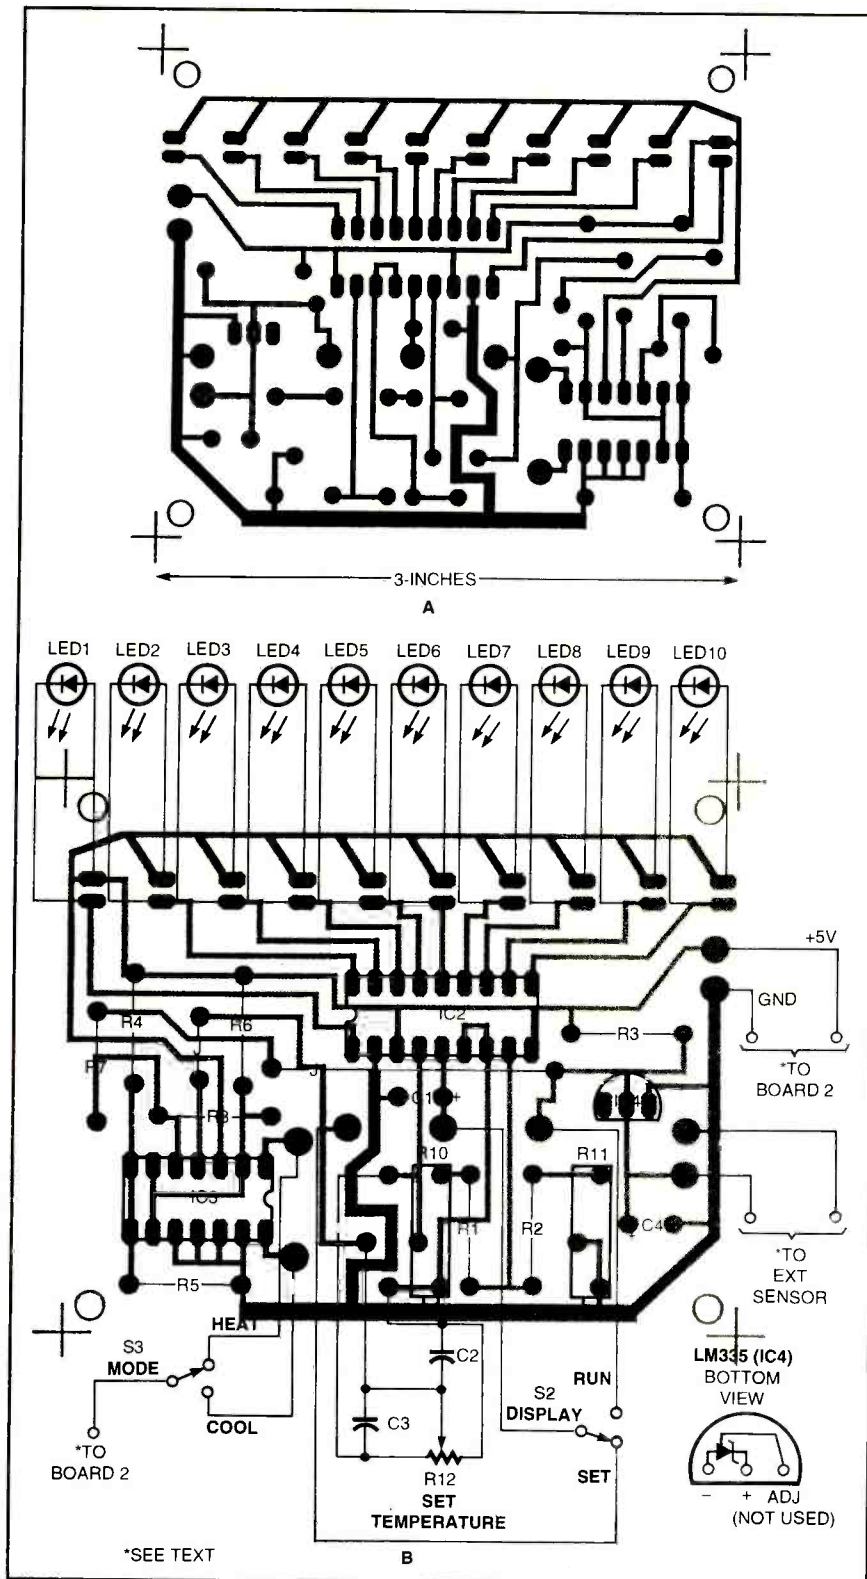 3-INCHES
A
LED1 LED2 LED3 LED4 LED5 LED6 LED7 LED8 LED9 LED10
+5V
GND
*TO
BOARD 2
R4
R6
IC2
R3
R7
J
R8
C1 +
IC4
R10
R11
IC3
R1
R2
+
C4
*TO
EXT
SENSOR
R5
HEAT
S3
MODE
COOL
*TO
BOARD 2
C2
C3
R12
SET
TEMPERATURE
S2
DISPLAY
RUN
SET
LM335 (IC4)
BOTTOM
VIEW
– + ADJ
(NOT USED)
*SEE TEXT
B